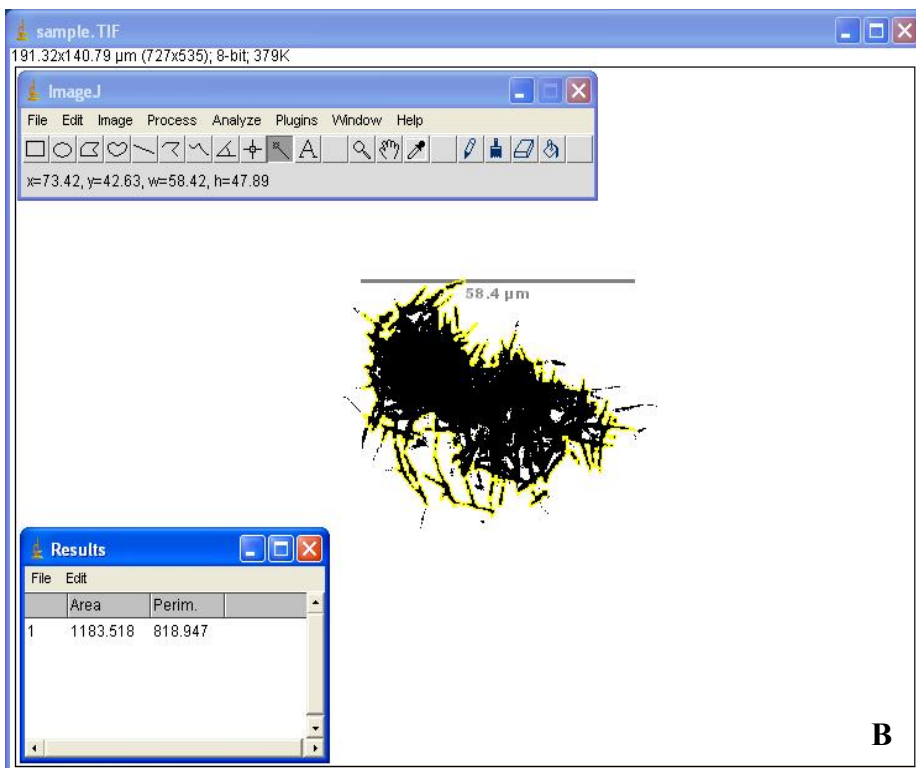 sample.TIF
191.32x140.79 µm (727x535); 8-bit; 379K
ImageJ
File Edit Image Process Analyze Plugins Window Help
A
x=73.42, y=42.63, w=58.42, h=47.89
58.4 µm
Results
File Edit
Area Perim.
1 1183.518 818.947
B